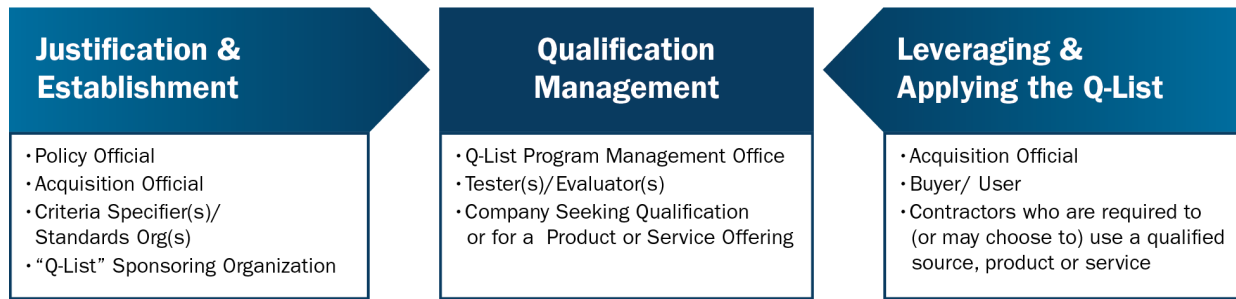 Justification &
Establishment
· Policy Official
· Acquisition Official
· Criteria Specifier(s)/
Standards Org(s)
· “Q-List” Sponsoring Organization
Qualification
Management
· Q-List Program Management Office
· Tester(s)/Evaluator(s)
· Company Seeking Qualification
or for a Product or Service Offering
Leveraging &
Applying the Q-List
· Acquisition Official
· Buyer/ User
· Contractors who are required to
(or may choose to) use a qualified
source, product or service